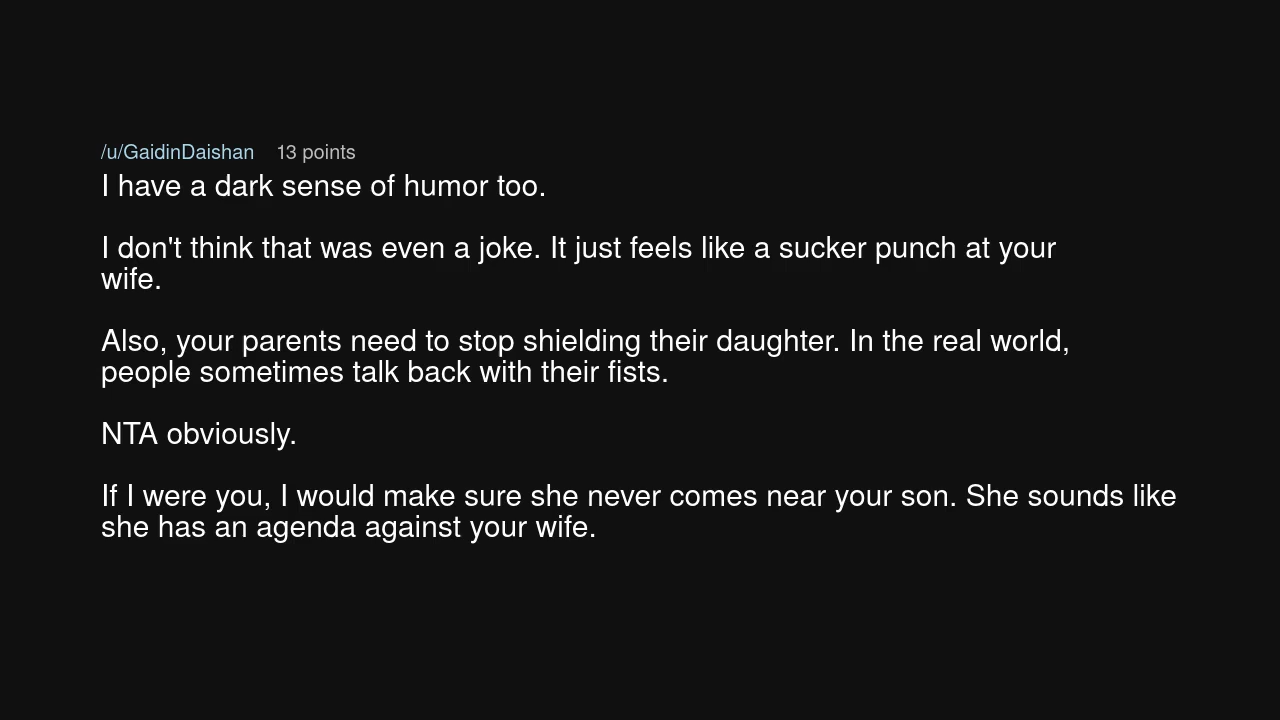 /u/GaidinDaishan 13 points
I have a dark sense of humor too.
I don't think that was even a joke. It just feels like a sucker punch at your
wife.
Also, your parents need to stop shielding their daughter. In the real world,
people sometimes talk back with their fists.
NTA obviously.
If I were you, I would make sure she never comes near your son. She sounds like
she has an agenda against your wife.